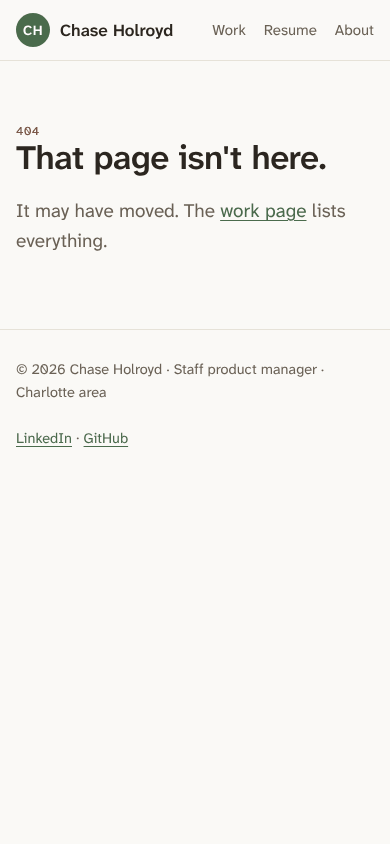 CH Chase Holroyd Work Resume About
404
That page isn't here.
It may have moved. The work page lists
everything.
© 2026 Chase Holroyd · Staff product manager ·
Charlotte area
LinkedIn · GitHub